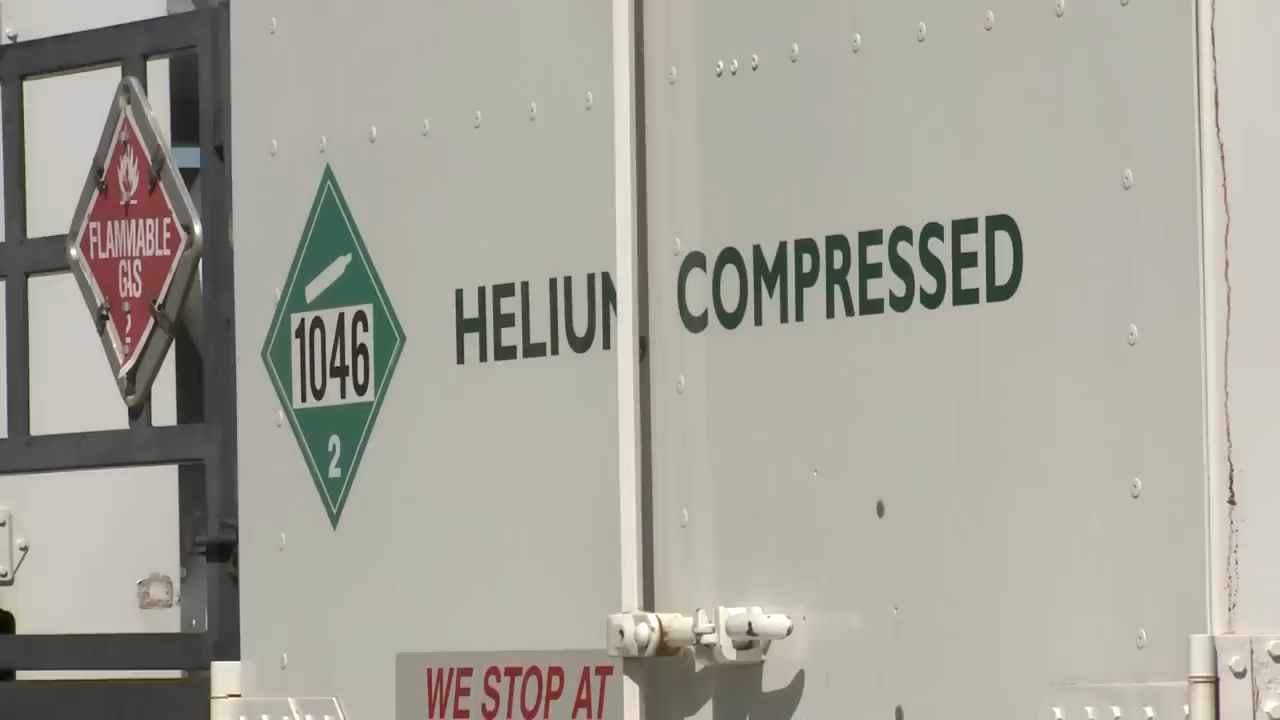 FLAMMABLE
GAS
2
1046
2
HELIUM COMPRESSED
WE STOP AT